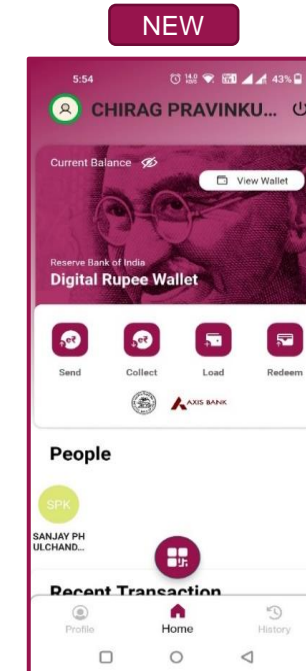 NEW
5:54
43%
CHIRAG PRAVINKU...
Current Balance
View Wallet
Reserve Bank of India
Digital Rupee Wallet
e₹ e₹
Send Collect Load Redeem
AXIS BANK
People
SPK
SANJAY PH
ULCHAND...
Recent Transaction
Profile Home History